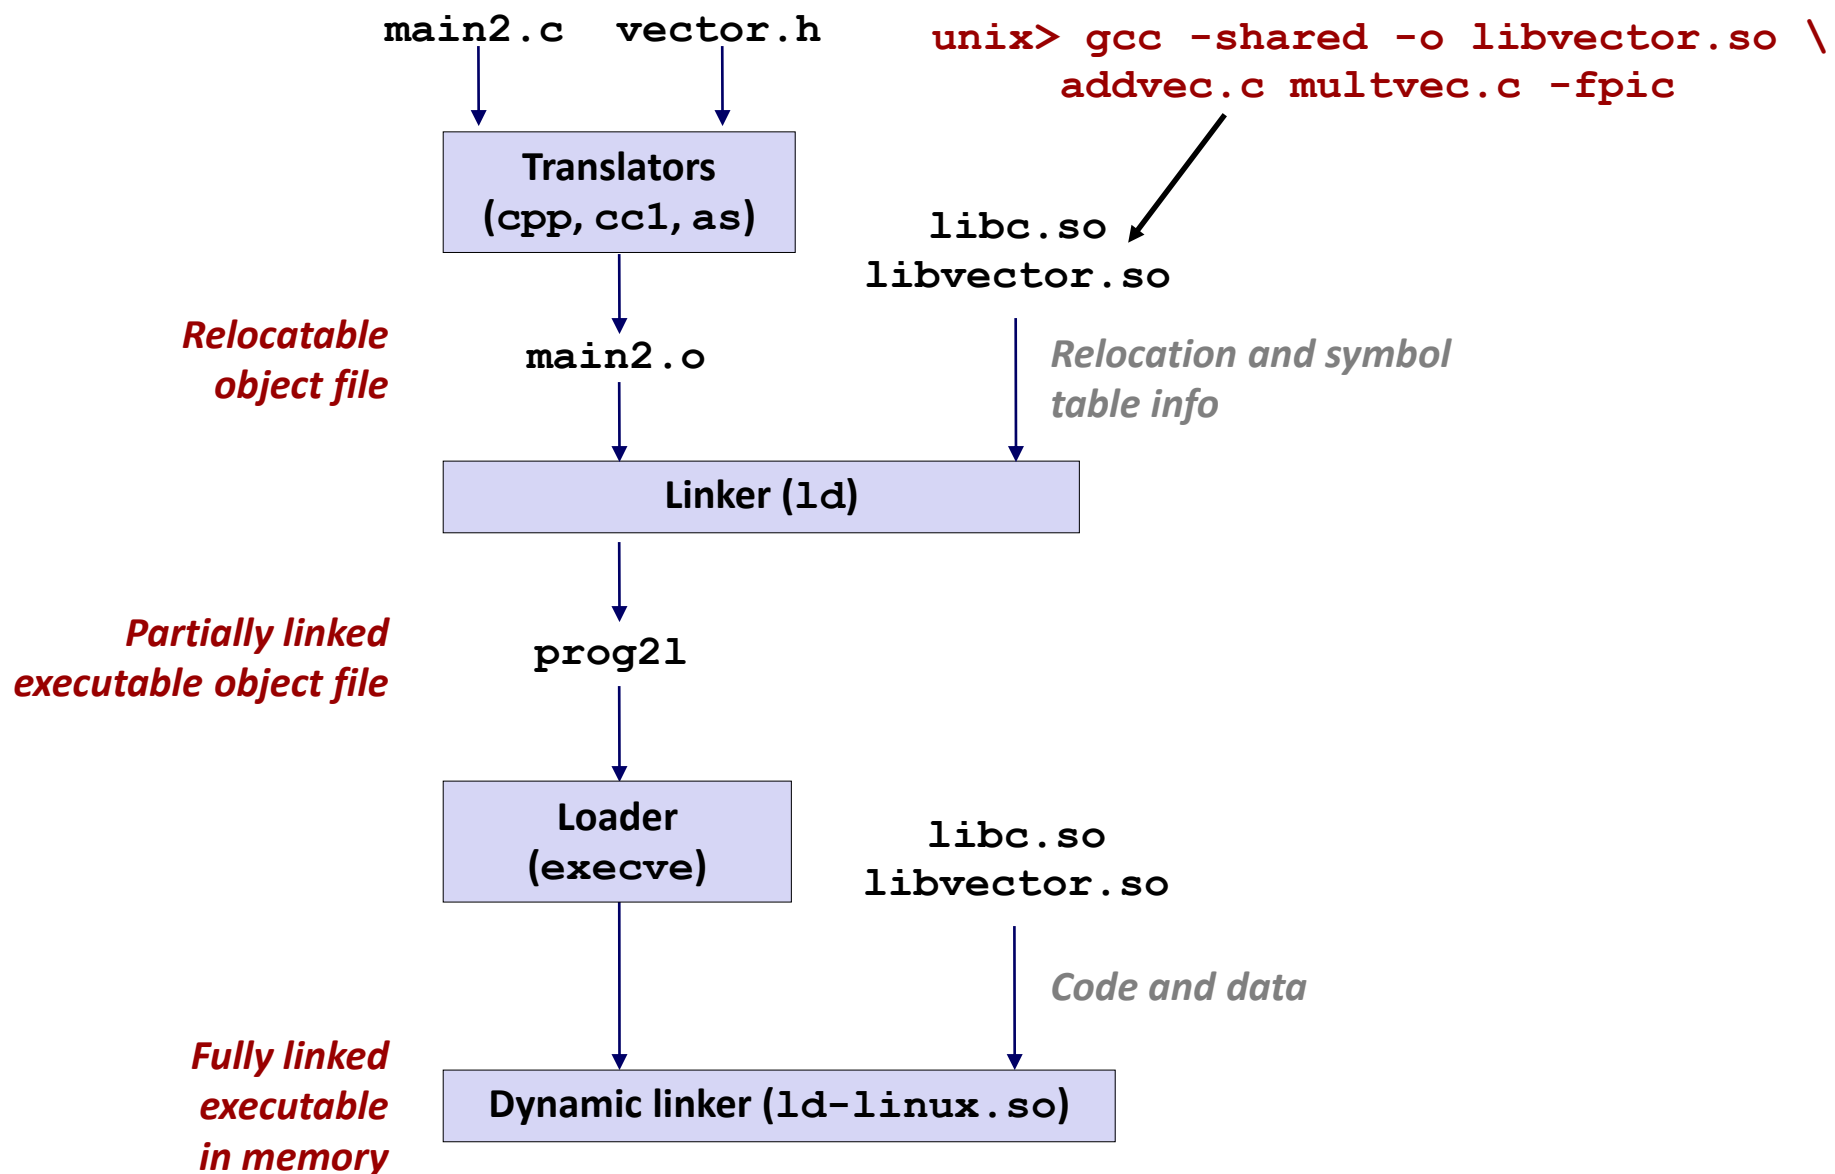 main2.c vector.h
unix> gcc -shared -o libvector.so \
addvec.c multvec.c -fpic
Translators
(cpp, cc1, as)
libc.so
libvector.so
Relocatable
object file
main2.o
Relocation and symbol
table info
Linker (ld)
Partially linked
executable object file
prog2l
Loader
(execve)
libc.so
libvector.so
Code and data
Fully linked
executable
in memory
Dynamic linker (ld-linux.so)